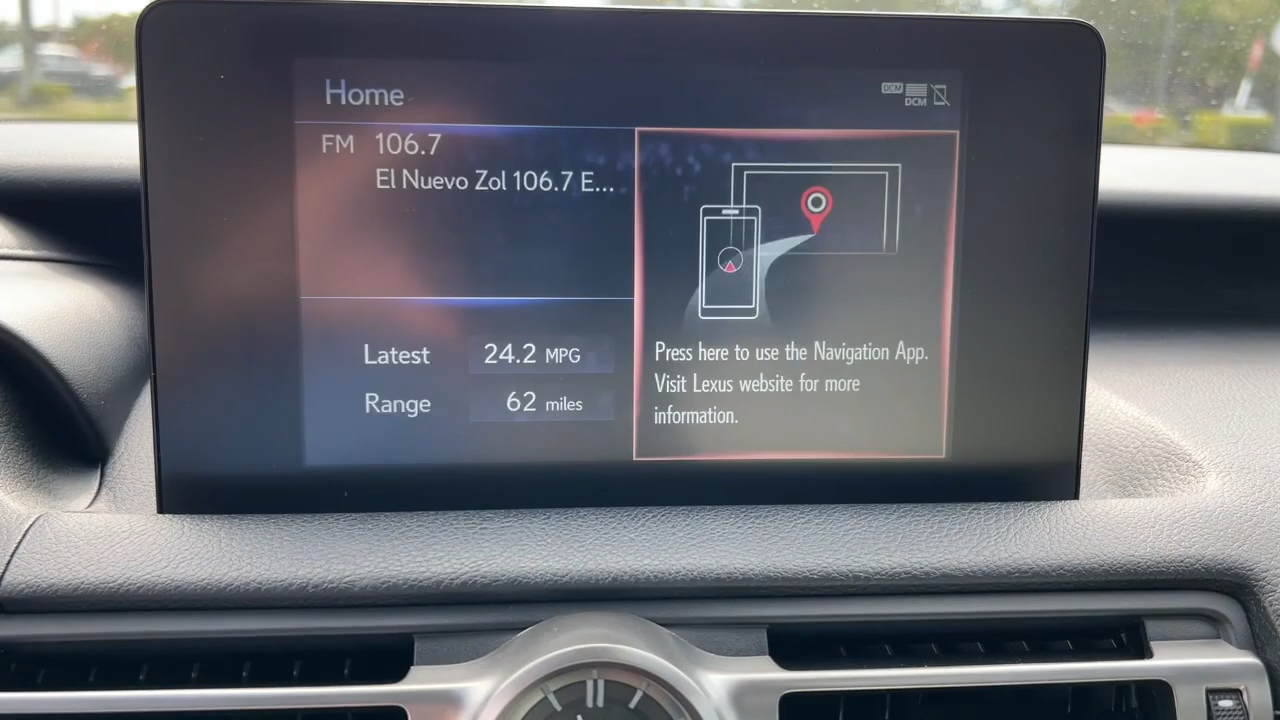 Home
DCM
DCM
FM 106.7
El Nuevo Zol 106.7 E...
Latest 24.2 MPG
Range 62 miles
Press here to use the Navigation App.
Visit Lexus website for more
information.